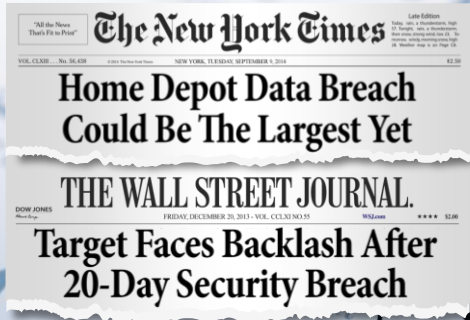 "All the News
That's Fit to Print"
The New York Times
Late Edition
VOL. CLXIII . . . No. 56,438
NEW YORK, TUESDAY, SEPTEMBER 9, 2014
$2.50
Home Depot Data Breach
Could Be The Largest Yet
DOW JONES
THE WALL STREET JOURNAL.
FRIDAY, DECEMBER 20, 2013 - VOL. CCLXI NO.55
WSJ.com
★★★★ $2.00
Target Faces Backlash After
20-Day Security Breach